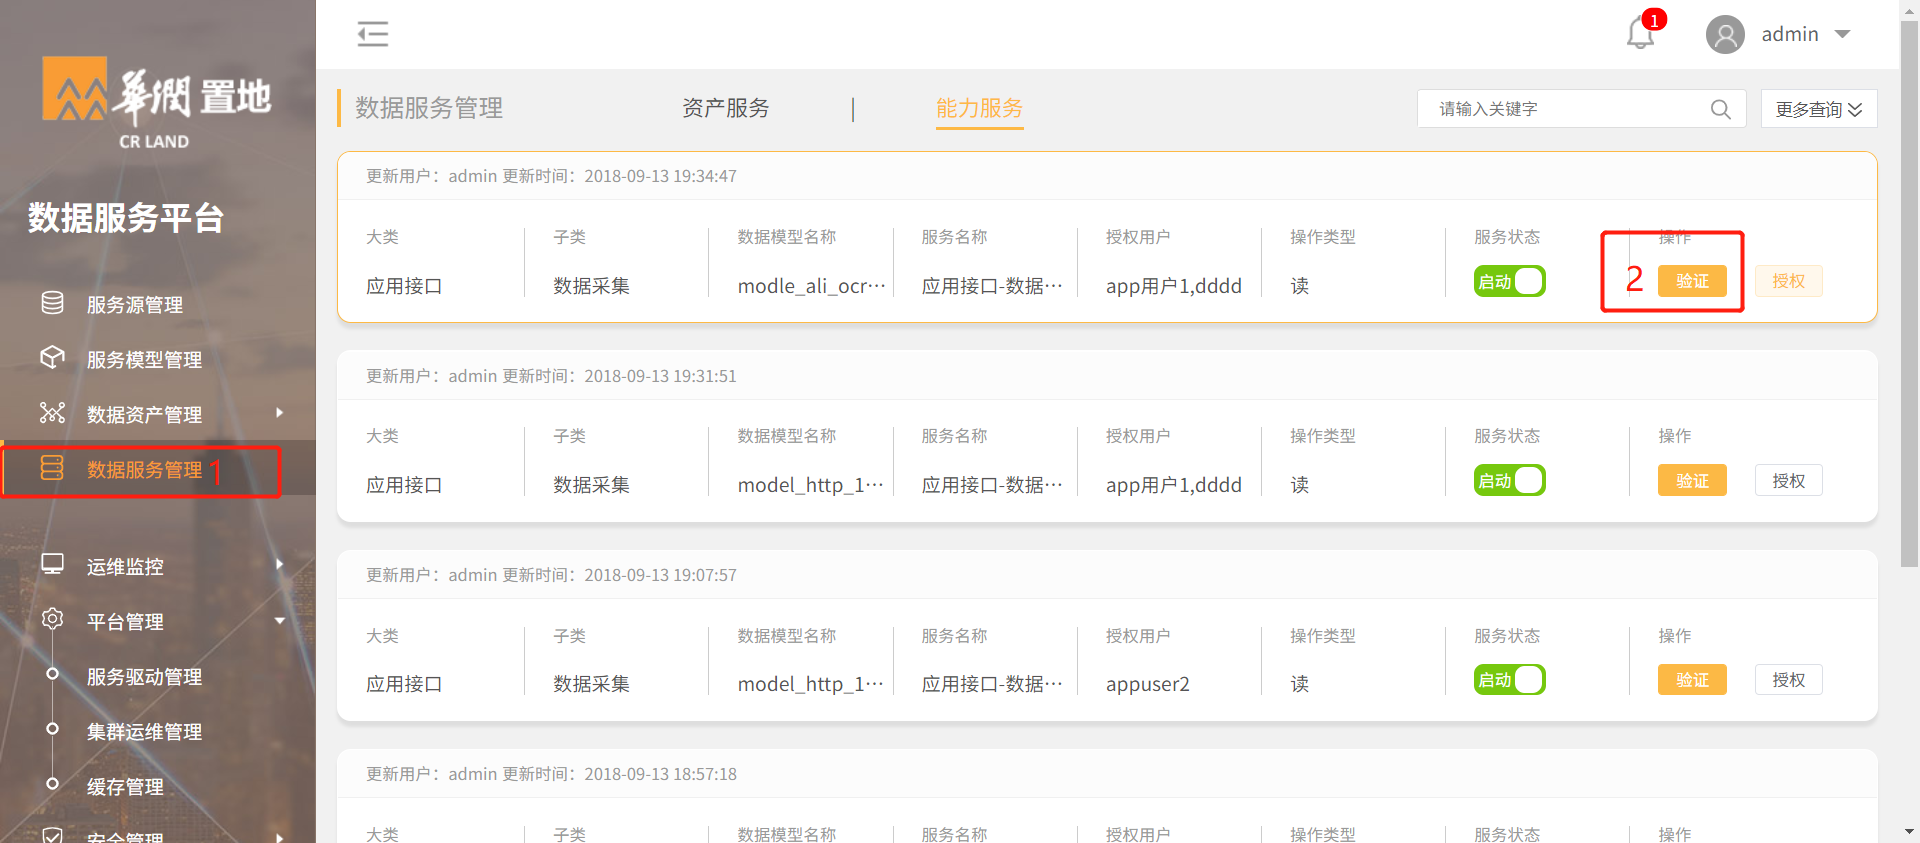 華潤 置地
CR LAND
数据服务平台
服务源管理
服务模型管理
数据资产管理
数据服务管理 1
运维监控
平台管理
服务驱动管理
集群运维管理
缓存管理
安全管理
1
admin
数据服务管理 资产服务 能力服务
请输入关键字
更多查询
更新用户：admin 更新时间：2018-09-13 19:34:47
大类 子类 数据模型名称 服务名称 授权用户 操作类型 服务状态 操作
应用接口 数据采集 modle_ali_ocr··· 应用接口-数据··· app用户1,dddd 读 启动 2 验证 授权
更新用户：admin 更新时间：2018-09-13 19:31:51
大类 子类 数据模型名称 服务名称 授权用户 操作类型 服务状态 操作
应用接口 数据采集 model_http_1··· 应用接口-数据··· app用户1,dddd 读 启动 验证 授权
更新用户：admin 更新时间：2018-09-13 19:07:57
大类 子类 数据模型名称 服务名称 授权用户 操作类型 服务状态 操作
应用接口 数据采集 model_http_1··· 应用接口-数据··· appuser2 读 启动 验证 授权
更新用户：admin 更新时间：2018-09-13 18:57:18
大类 子类 数据模型名称 服务名称 授权用户 操作类型 服务状态 操作